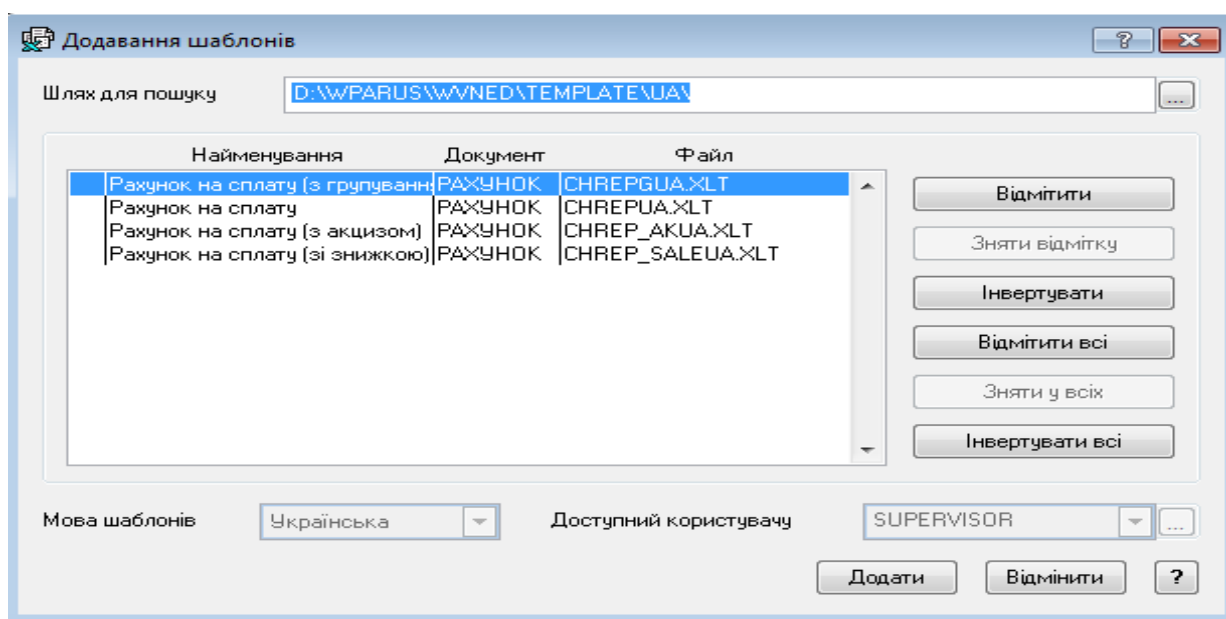 Додавання шаблонів
Шлях для пошуку D:\WPARUS\WVNED\TEMPLATE\UA\ ...
Найменування Документ Файл
Рахунок на сплату (з групуванн РАХУНОК CHREPGUA.XLT
Рахунок на сплату РАХУНОК CHREPUA.XLT
Рахунок на сплату (з акцизом) РАХУНОК CHREP_AKUA.XLT
Рахунок на сплату (зі знижкою) РАХУНОК CHREP_SALEUA.XLT
Відмітити
Зняти відмітку
Інвертувати
Відмітити всі
Зняти у всіх
Інвертувати всі
Мова шаблонів Українська Доступний користувачу SUPERVISOR ...
Додати Відмінити ?